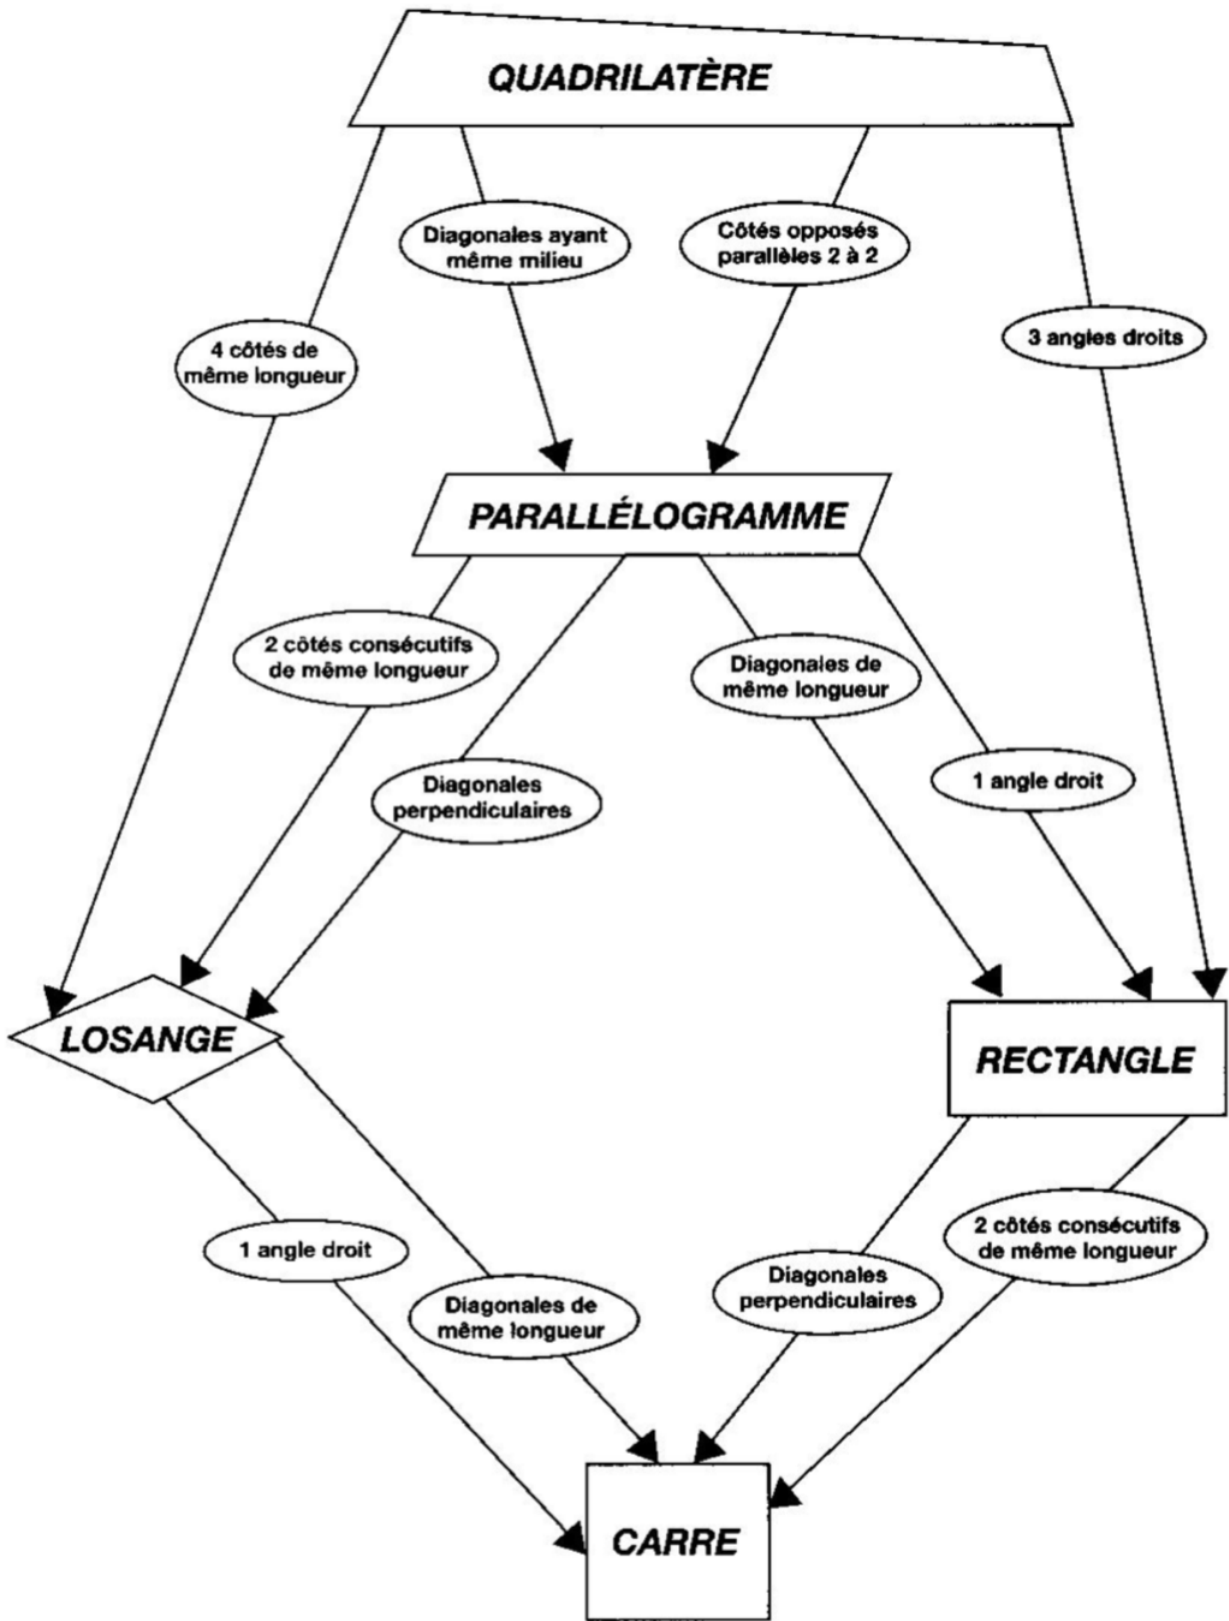 QUADRILATÈRE
Diagonales ayant
même milieu
Côtés opposés
parallèles 2 à 2
4 côtés de
même longueur
3 angles droits
PARALLÉLOGRAMME
2 côtés consécutifs
de même longueur
Diagonales de
même longueur
Diagonales
perpendiculaires
1 angle droit
LOSANGE
RECTANGLE
1 angle droit
Diagonales de
même longueur
Diagonales
perpendiculaires
2 côtés consécutifs
de même longueur
CARRE